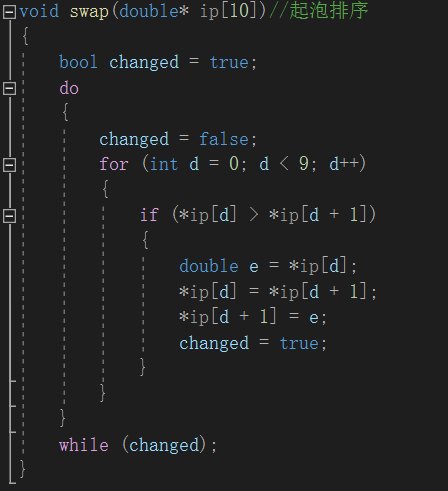 void swap(double* ip[10])//起泡排序
{
bool changed = true;
do
{
changed = false;
for (int d = 0; d < 9; d++)
{
if (*ip[d] > *ip[d + 1])
{
double e = *ip[d];
*ip[d] = *ip[d + 1];
*ip[d + 1] = e;
changed = true;
}
}
}
while (changed);
}